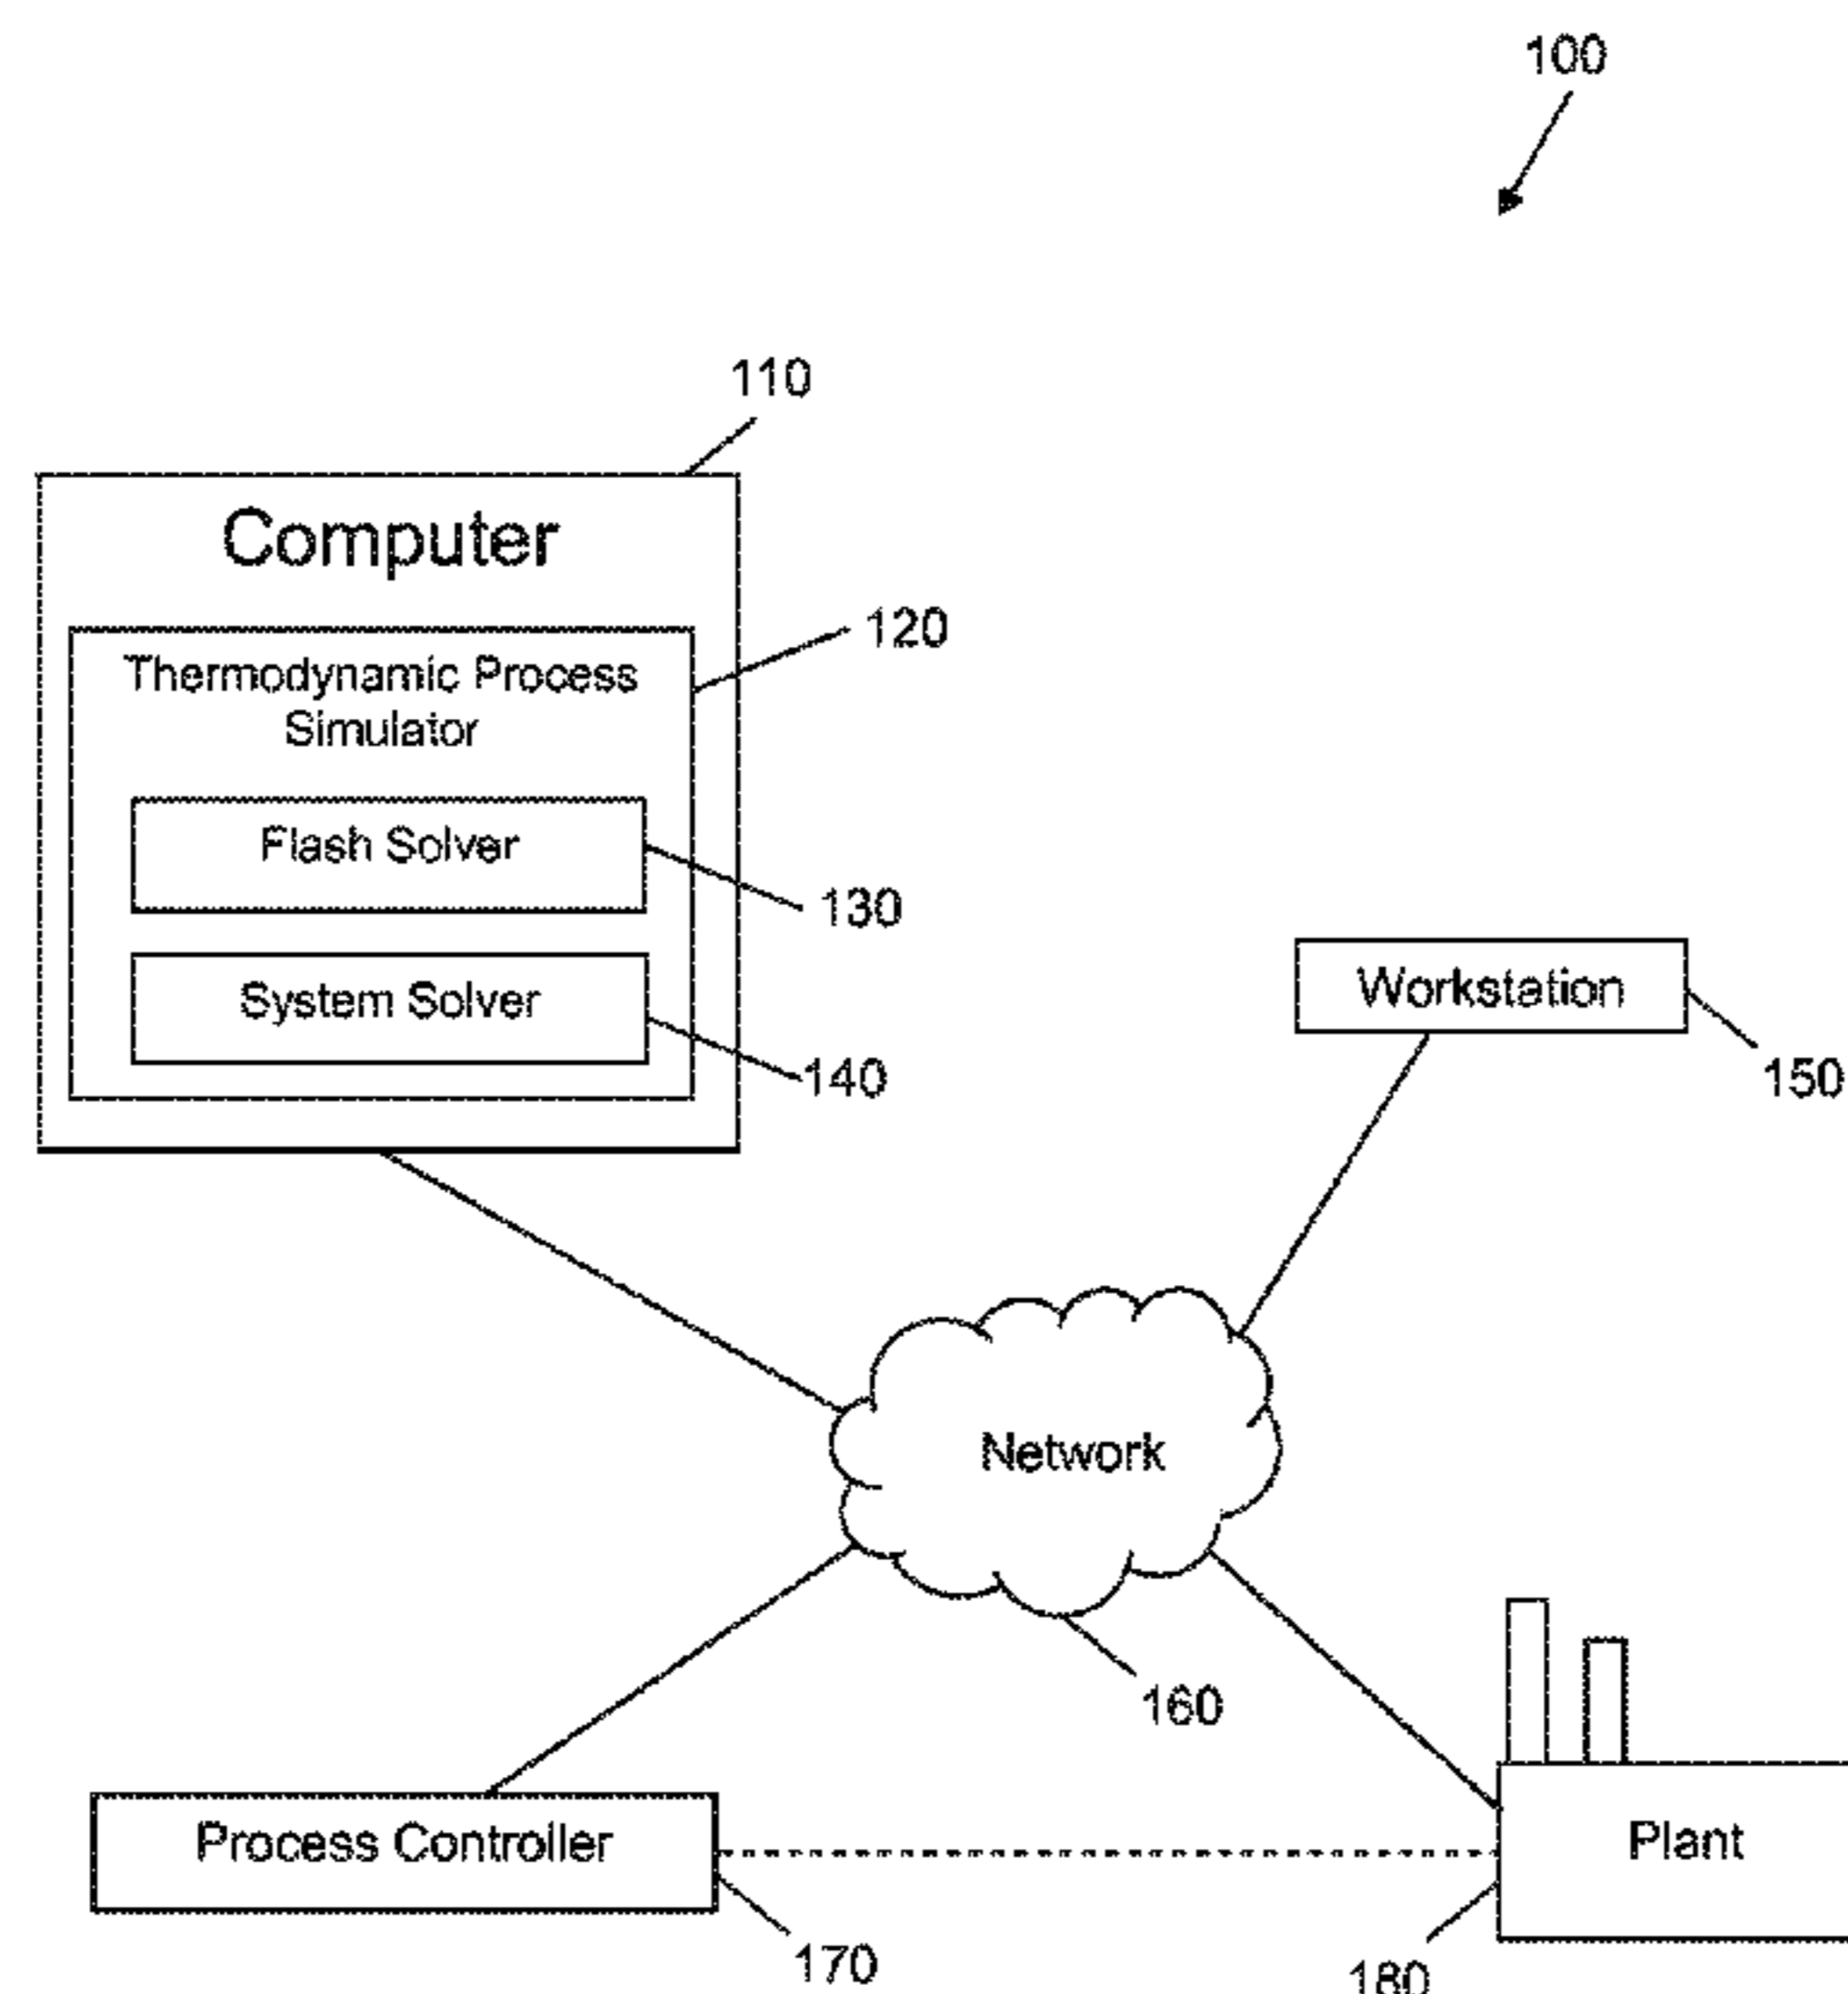 100
110
Computer
120
Thermodynamic Process
Simulator
Flash Solver
130
System Solver
140
Workstation
150
Network
160
Process Controller
170
Plant
180